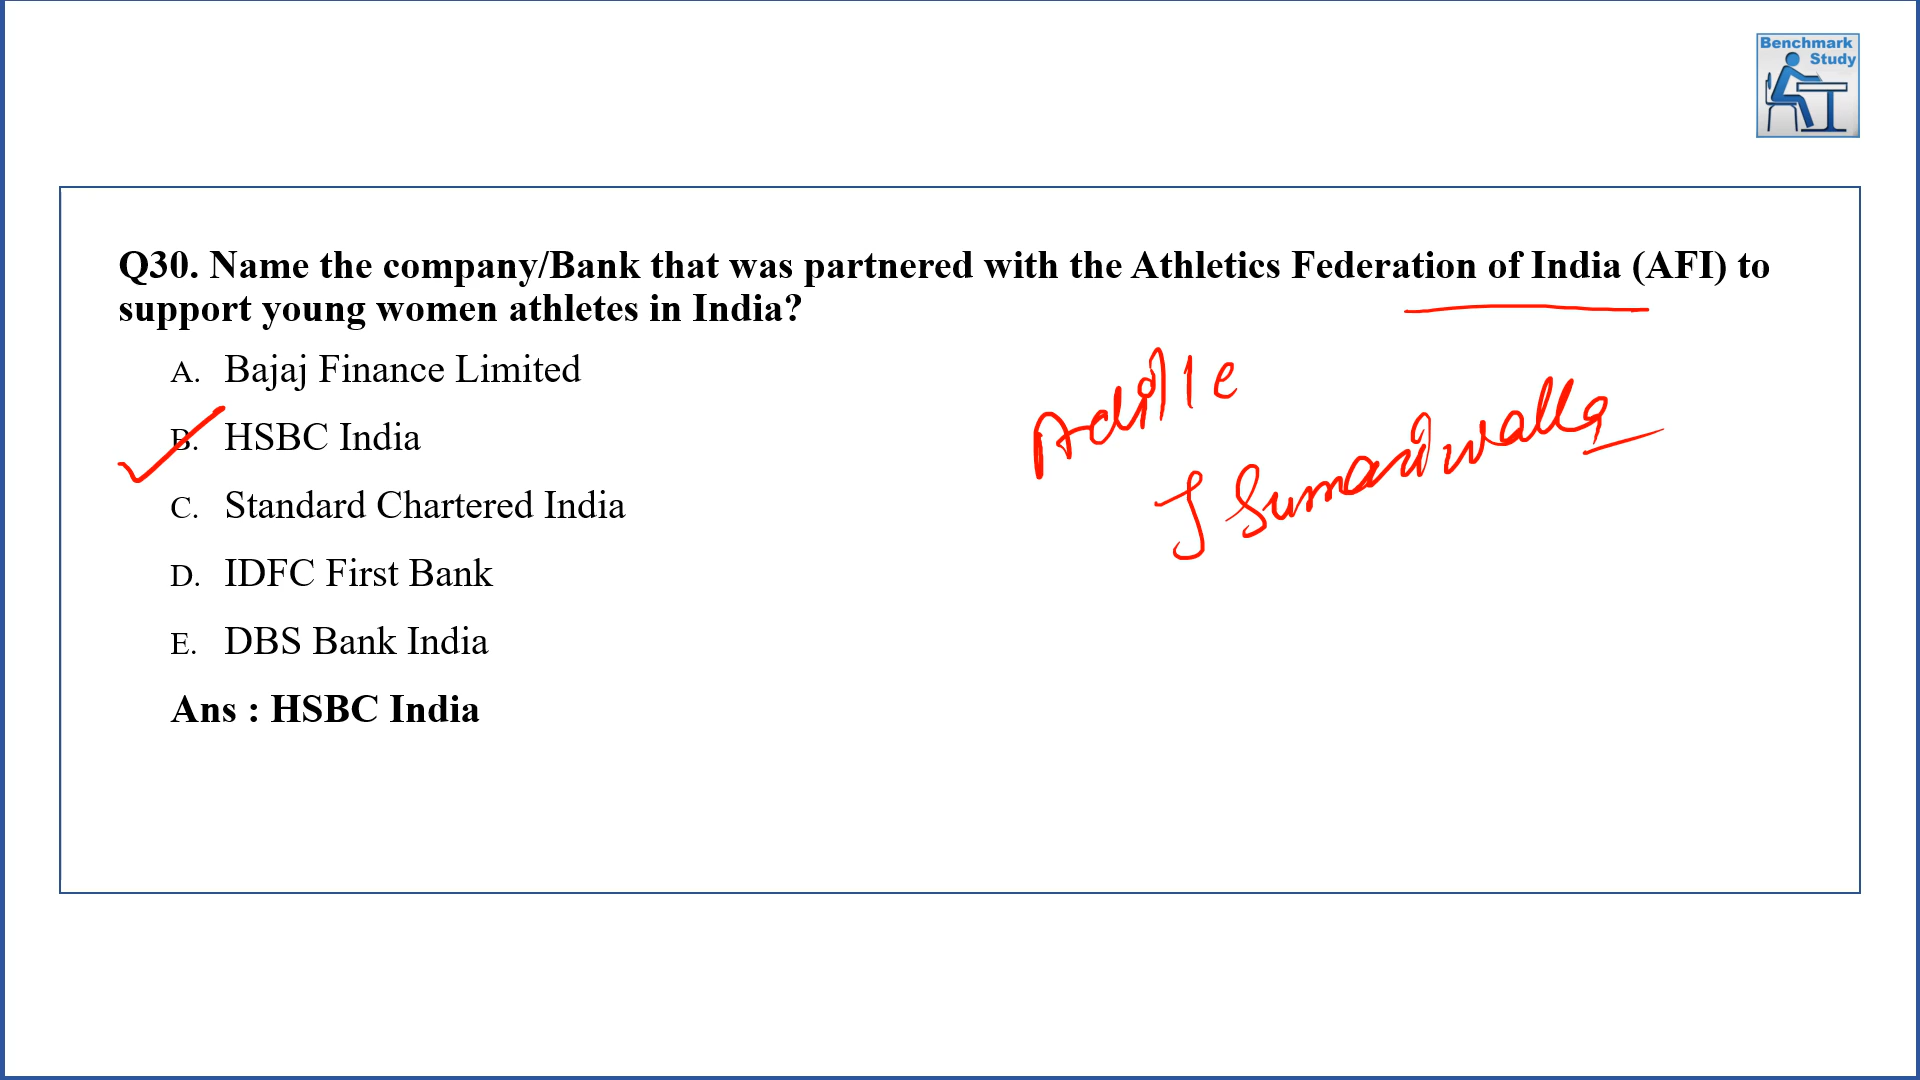 Benchmark
Study
Q30. Name the company/Bank that was partnered with the Athletics Federation of India (AFI) to
support young women athletes in India?
A. Bajaj Finance Limited
B. HSBC India
C. Standard Chartered India
D. IDFC First Bank
E. DBS Bank India
Ans : HSBC India
Adille
J Sumariwalla